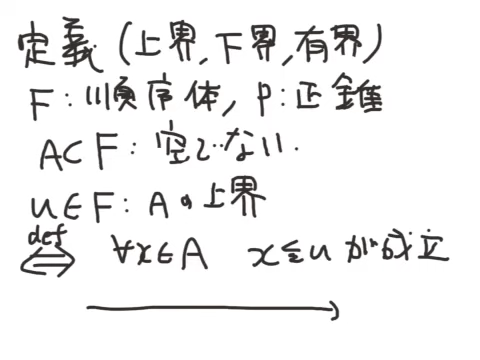 定義 (上界, 下界, 有界)
F : 順序体, P : 正錐
A⊂F : 空でない.
u∈F : Aの上界
def
⇔ ∀x∈A x≦u が成立